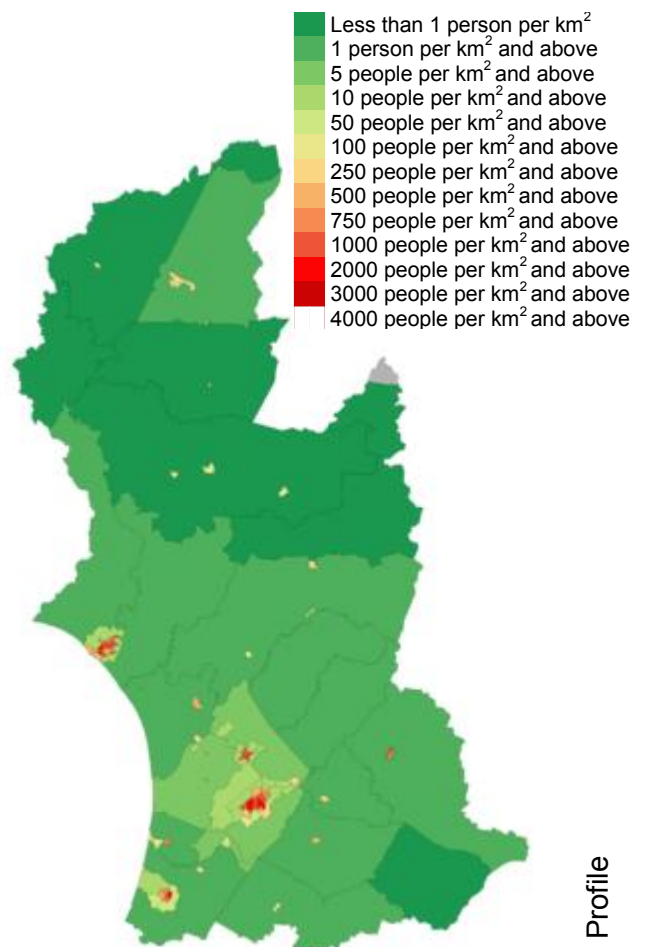 Less than 1 person per km²
1 person per km² and above
5 people per km² and above
10 people per km² and above
50 people per km² and above
100 people per km² and above
250 people per km² and above
500 people per km² and above
750 people per km² and above
1000 people per km² and above
2000 people per km² and above
3000 people per km² and above
4000 people per km² and above
Profile